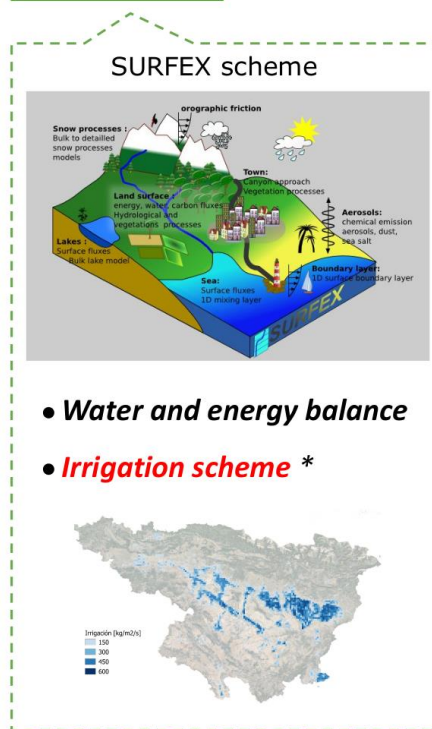 SURFEX scheme
orographic friction
Snow processes :
Bulk to detailled
snow processes
models
Town:
Canyon approach
Vegetation processes
Land surface :
energy, water, carbon fluxes
Hydrological and
vegetations processes
Aerosols:
chemical emission
aerosols, dust,
sea salt
Lakes :
Surface fluxes
Bulk lake model
Sea:
Surface fluxes
1D mixing layer
Boundary layer:
1D surface boundary layer
SURFEX
● Water and energy balance
● Irrigation scheme *
Irrigación [kg/m2/s]
150
300
450
600